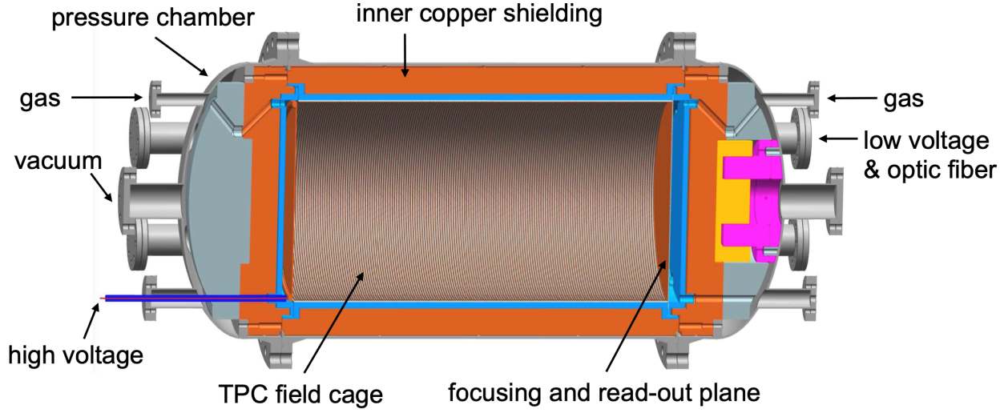 pressure chamber
inner copper shielding
gas
gas
vacuum
low voltage
& optic fiber
high voltage
TPC field cage
focusing and read-out plane